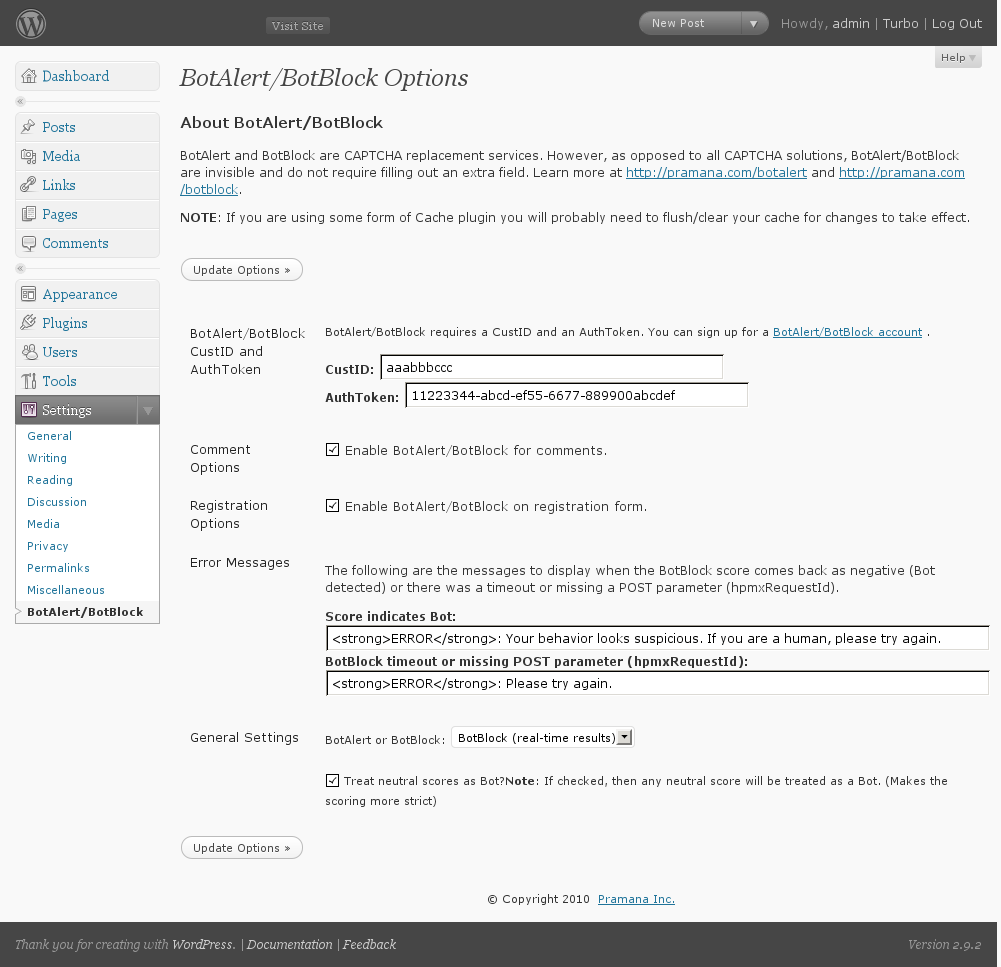 Visit Site
New Post
Howdy, admin | Turbo | Log Out
Help
Dashboard
Posts
Media
Links
Pages
Comments
Appearance
Plugins
Users
Tools
Settings
General
Writing
Reading
Discussion
Media
Privacy
Permalinks
Miscellaneous
BotAlert/BotBlock
BotAlert/BotBlock Options
About BotAlert/BotBlock
BotAlert and BotBlock are CAPTCHA replacement services. However, as opposed to all CAPTCHA solutions, BotAlert/BotBlock
are invisible and do not require filling out an extra field. Learn more at http://pramana.com/botalert and http://pramana.com
/botblock.
NOTE: If you are using some form of Cache plugin you will probably need to flush/clear your cache for changes to take effect.
Update Options »
BotAlert/BotBlock
CustID and
AuthToken
BotAlert/BotBlock requires a CustID and an AuthToken. You can sign up for a BotAlert/BotBlock account .
CustID: aaabbbccc
AuthToken: 11223344-abcd-ef55-6677-889900abcdef
Comment
Options
Enable BotAlert/BotBlock for comments.
Registration
Options
Enable BotAlert/BotBlock on registration form.
Error Messages
The following are the messages to display when the BotBlock score comes back as negative (Bot
detected) or there was a timeout or missing a POST parameter (hpmxRequestId).
Score indicates Bot:
<strong>ERROR</strong>: Your behavior looks suspicious. If you are a human, please try again.
BotBlock timeout or missing POST parameter (hpmxRequestId):
<strong>ERROR</strong>: Please try again.
General Settings
BotAlert or BotBlock: BotBlock (real-time results)
Treat neutral scores as Bot?Note: If checked, then any neutral score will be treated as a Bot. (Makes the
scoring more strict)
Update Options »
© Copyright 2010 Pramana Inc.
Thank you for creating with WordPress. | Documentation | Feedback
Version 2.9.2